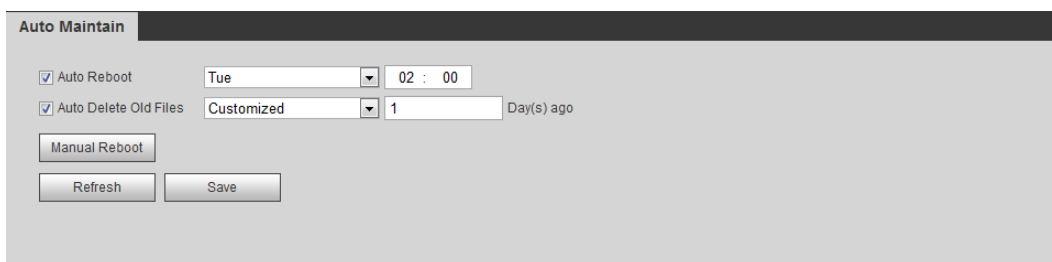 Auto Maintain
Auto Reboot Tue 02 : 00
Auto Delete Old Files Customized 1 Day(s) ago
Manual Reboot
Refresh Save